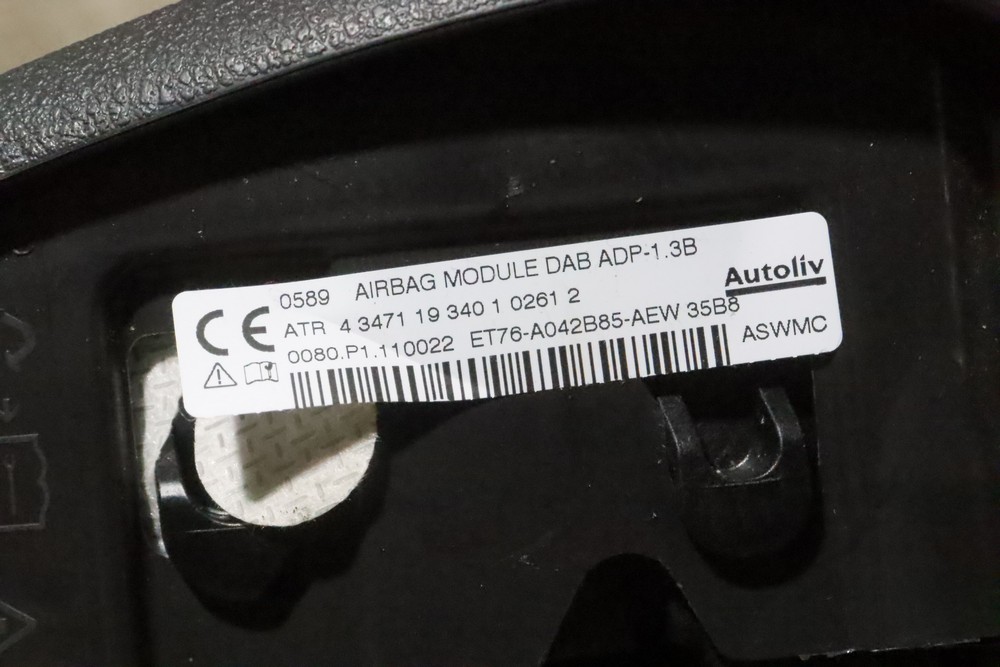 CE 0589 AIRBAG MODULE DAB ADP-1.3B
Autoliv
ATR 4 3471 19 340 1 0261 2
0080.P1.110022 ET76-A042B85-AEW 35B8
ASWMC